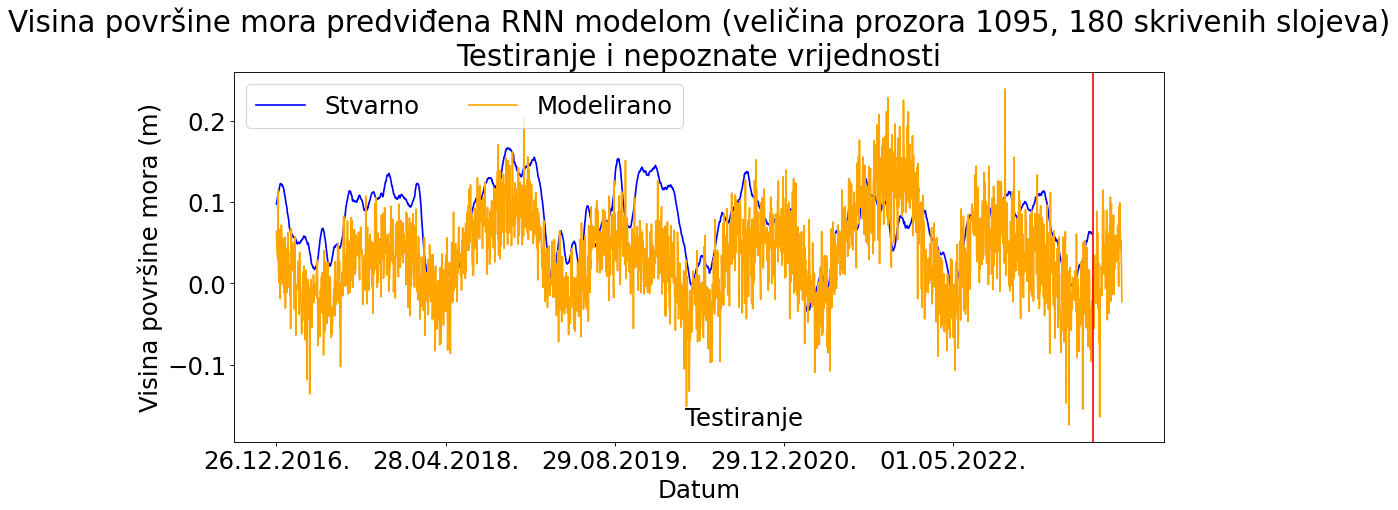 Visina površine mora predviđena RNN modelom (veličina prozora 1095, 180 skrivenih slojeva)
Testiranje i nepoznate vrijednosti
Stvarno Modelirano
Visina površine mora (m)
0.2
0.1
0.0
−0.1
Testiranje
26.12.2016. 28.04.2018. 29.08.2019. 29.12.2020. 01.05.2022.
Datum